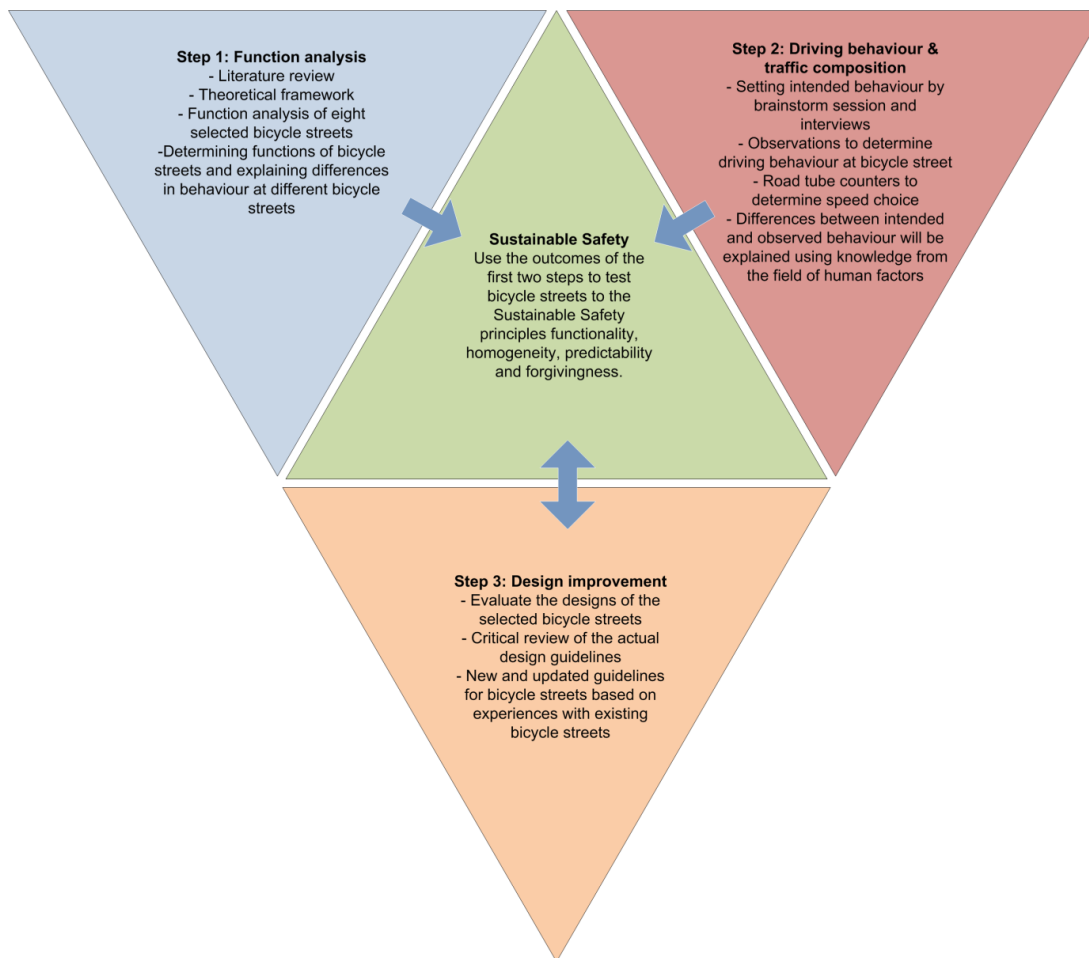 Step 1: Function analysis
- Literature review
- Theoretical framework
- Function analysis of eight
selected bicycle streets
-Determining functions of bicycle
streets and explaining differences
in behaviour at different bicycle
streets
Step 2: Driving behaviour &
traffic composition
- Setting intended behaviour by
brainstorm session and
interviews
- Observations to determine
driving behaviour at bicycle street
- Road tube counters to
determine speed choice
- Differences between intended
and observed behaviour will be
explained using knowledge from
the field of human factors
Sustainable Safety
Use the outcomes of the
first two steps to test
bicycle streets to the
Sustainable Safety
principles functionality,
homogeneity, predictability
and forgivingness.
Step 3: Design improvement
- Evaluate the designs of the
selected bicycle streets
- Critical review of the actual
design guidelines
- New and updated guidelines
for bicycle streets based on
experiences with existing
bicycle streets